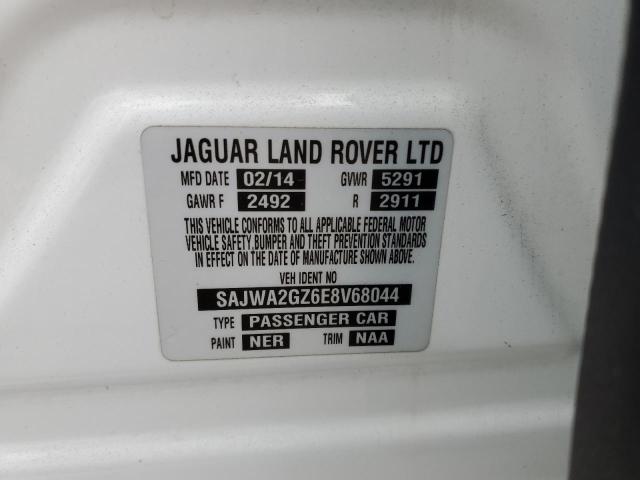 JAGUAR LAND ROVER LTD
MFD DATE 02/14 GVWR 5291
GAWR F 2492 R 2911
THIS VEHICLE CONFORMS TO ALL APPLICABLE FEDERAL MOTOR
VEHICLE SAFETY,BUMPER AND THEFT PREVENTION STANDARDS
IN EFFECT ON THE DATE OF MANUFACTURE SHOWN ABOVE.
VEH IDENT NO
SAJWA2GZ6E8V68044
TYPE PASSENGER CAR
PAINT NER TRIM NAA